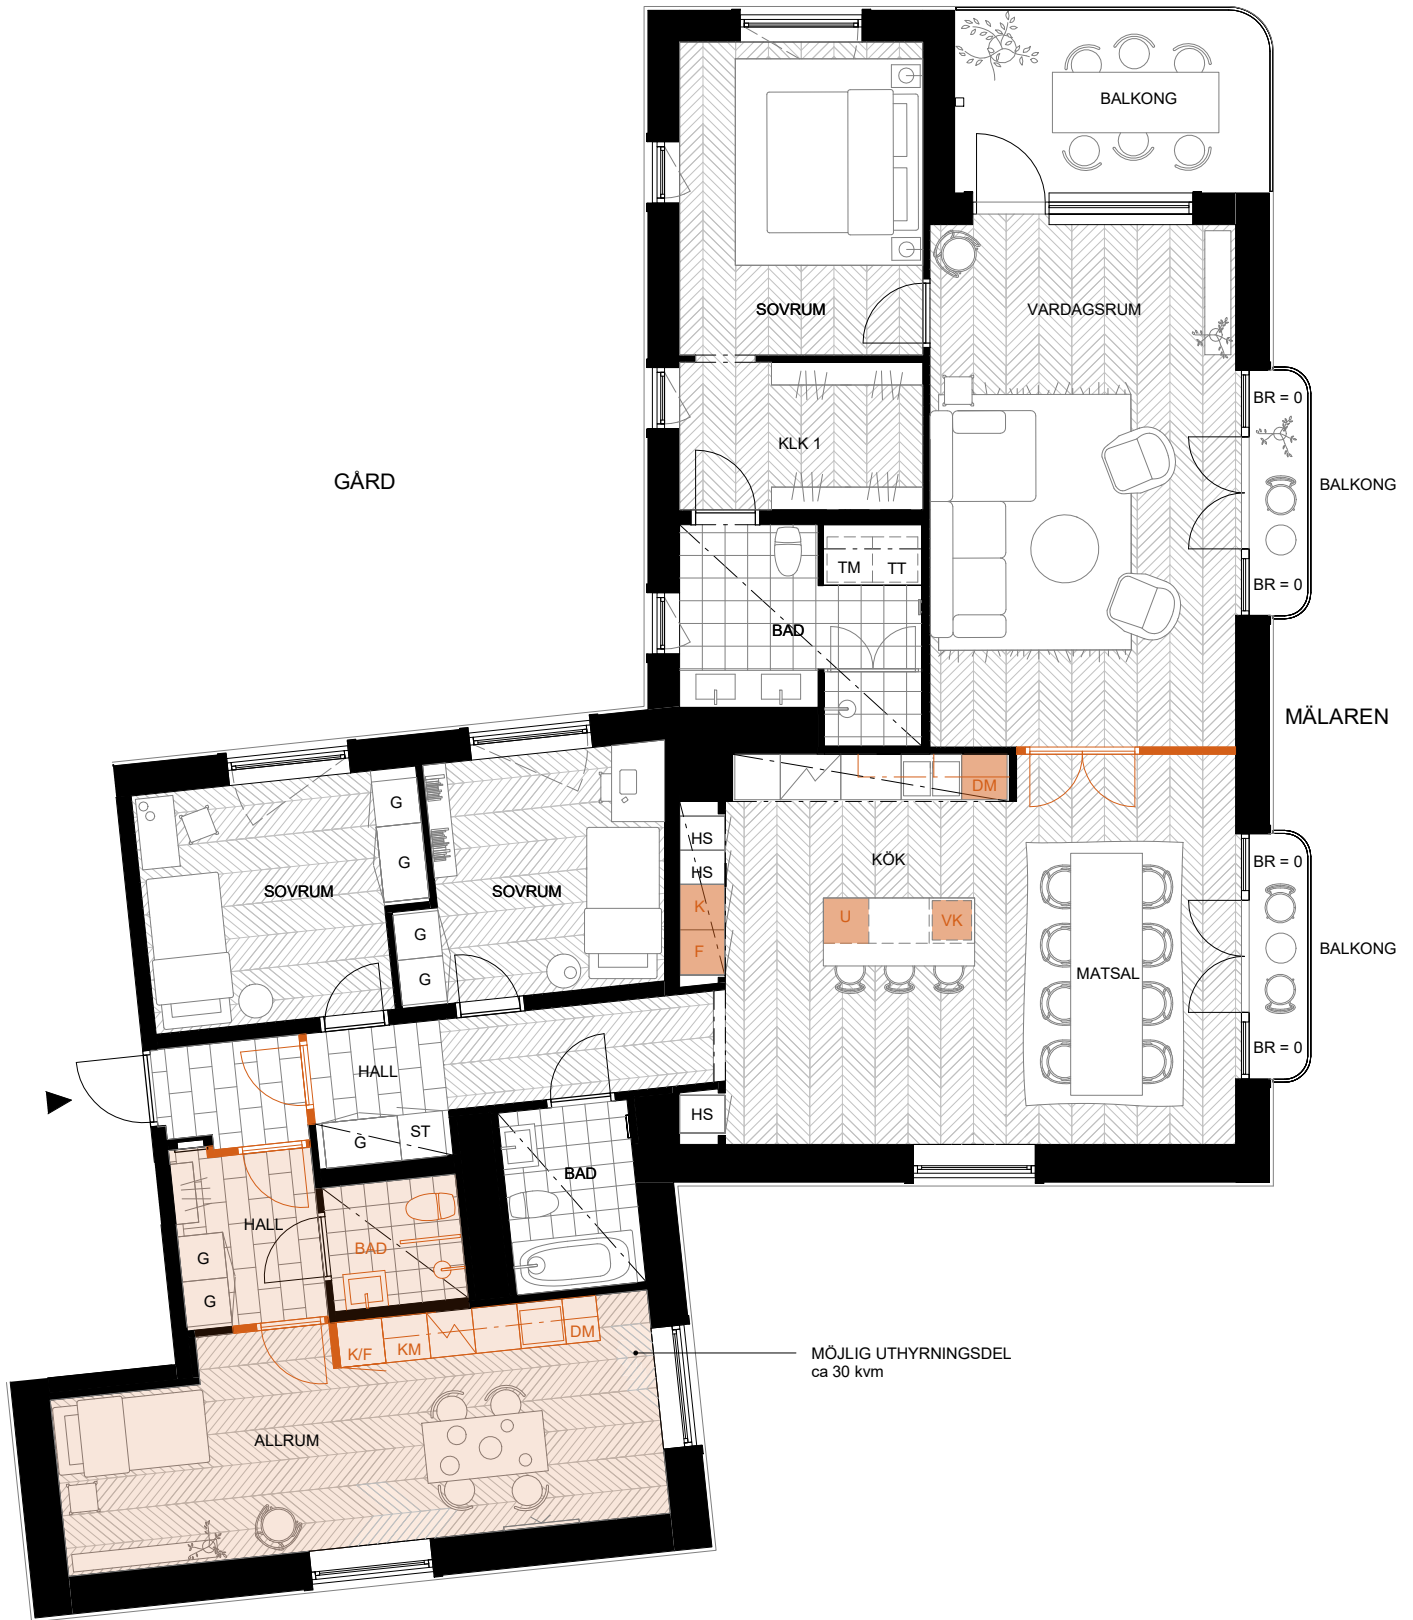 BALKONG
SOVRUM
VARDAGSRUM
BR = 0
KLK 1
GÅRD
BALKONG
TM
TT
BR = 0
BAD
MÄLAREN
DM
G
HS
KÖK
BR = 0
G
HS
SOVRUM
SOVRUM
K
U
VK
G
F
BALKONG
MATSAL
G
BR = 0
HALL
HS
G
ST
BAD
HALL
BAD
G
G
K/F
KM
DM
MÖJLIG UTHYRNINGSDEL
ca 30 kvm
ALLRUM